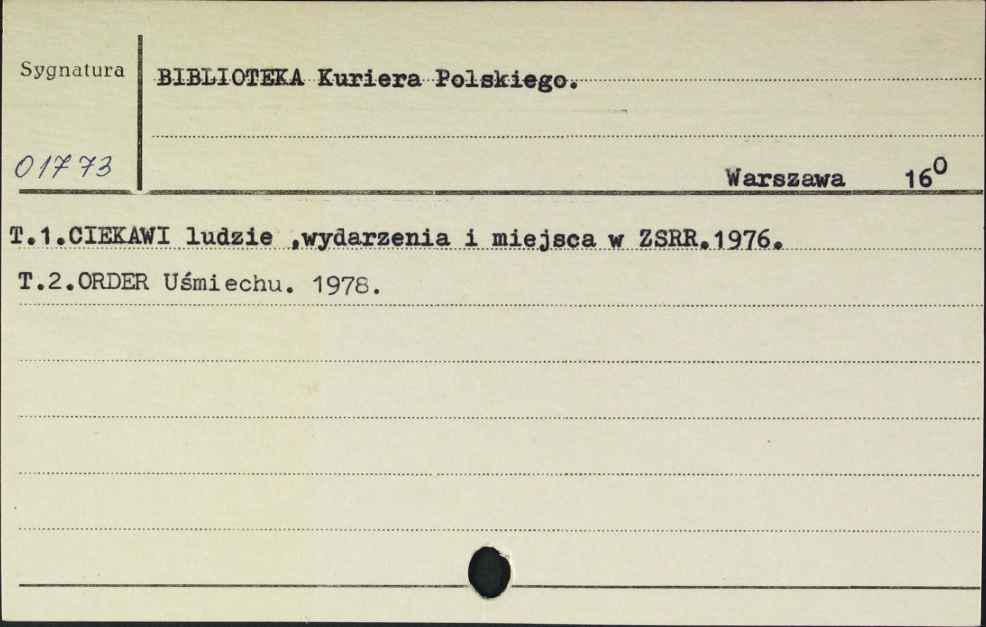 Sygnatura
BIBLIOTEKA Kuriera Polskiego.
01773
Warszawa 16⁰
T.1.CIEKAWI ludzie ,wydarzenia i miejsca w ZSRR.1976.
T.2.ORDER Uśmiechu. 1978.